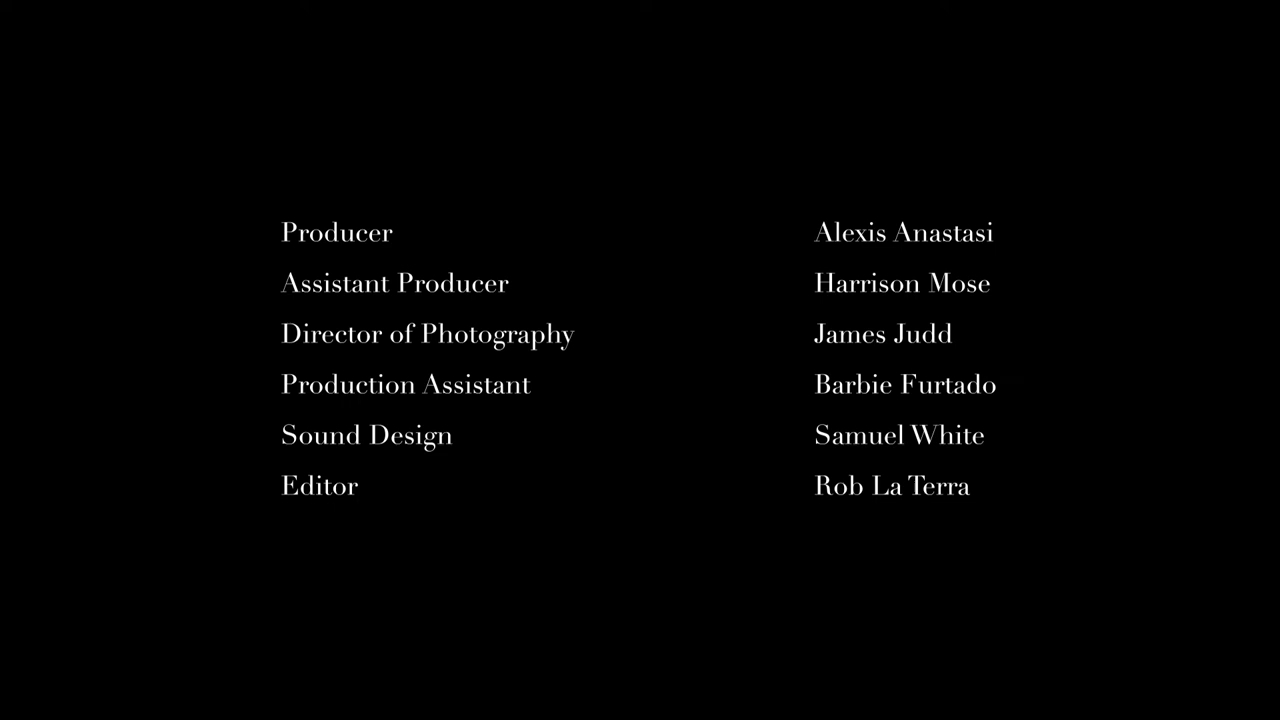 Producer Alexis Anastasi
Assistant Producer Harrison Mose
Director of Photography James Judd
Production Assistant Barbie Furtado
Sound Design Samuel White
Editor Rob La Terra